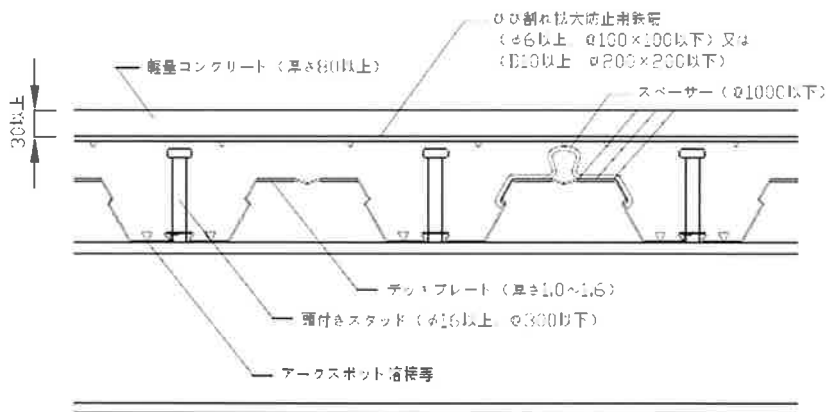 ひび割れ拡大防止用鉄筋
(φ6以上 @100×100以下) 又は
(D10以上 @200×200以下)
軽量コンクリート (厚さ80以上)
スペーサー (@1000以下)
30以上
デッキプレート (厚さ1.0~1.6)
頭付きスタッド (φ16以上 @300以下)
アークスポット溶接等